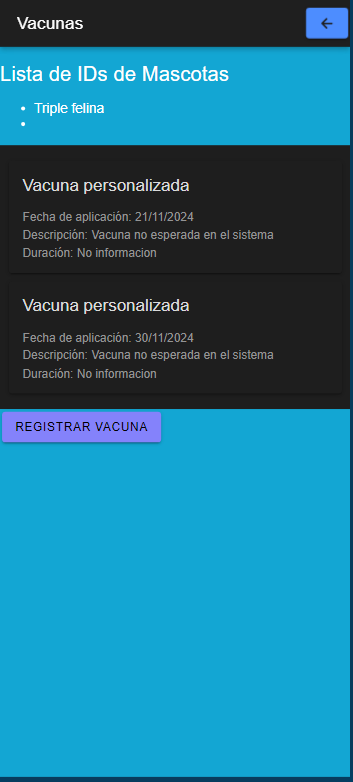 Vacunas
Lista de IDs de Mascotas
Triple felina
Vacuna personalizada
Fecha de aplicación: 21/11/2024
Descripción: Vacuna no esperada en el sistema
Duración: No informacion
Vacuna personalizada
Fecha de aplicación: 30/11/2024
Descripción: Vacuna no esperada en el sistema
Duración: No informacion
REGISTRAR VACUNA